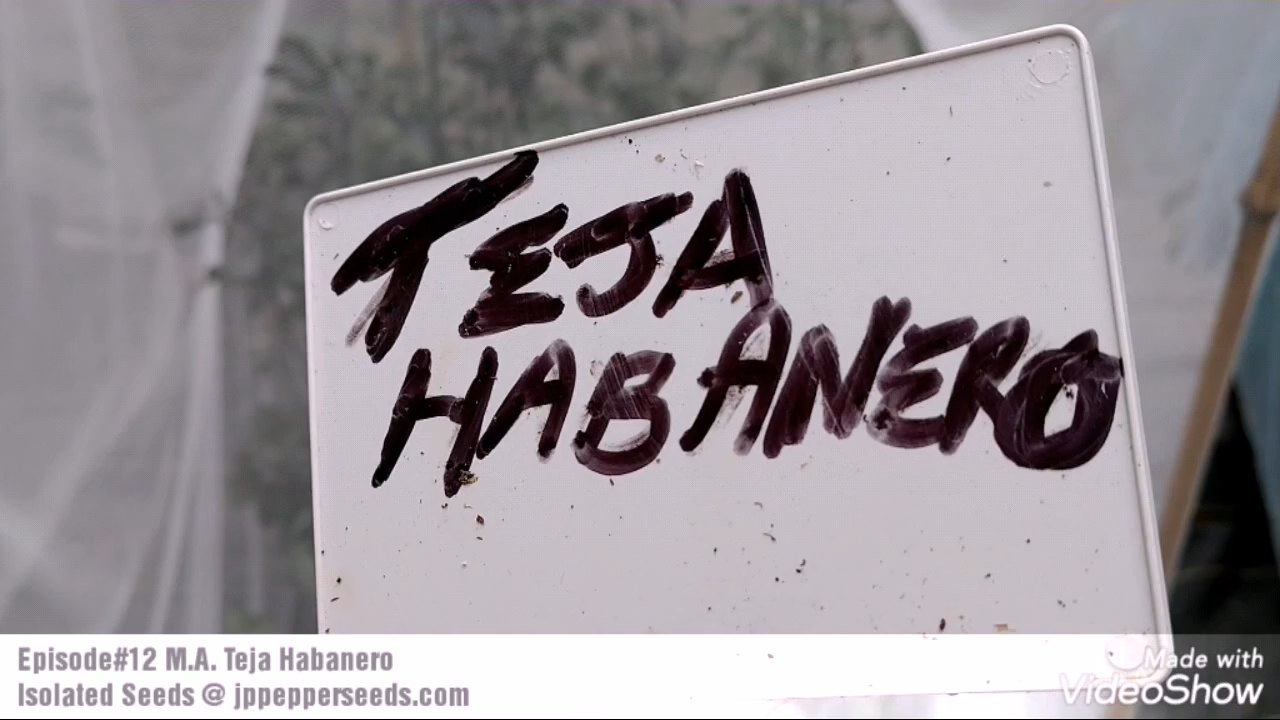 TEJA
HABANERO
Episode#12 M.A. Teja Habanero
Isolated Seeds @ jppepperseeds.com
Made with
VideoShow